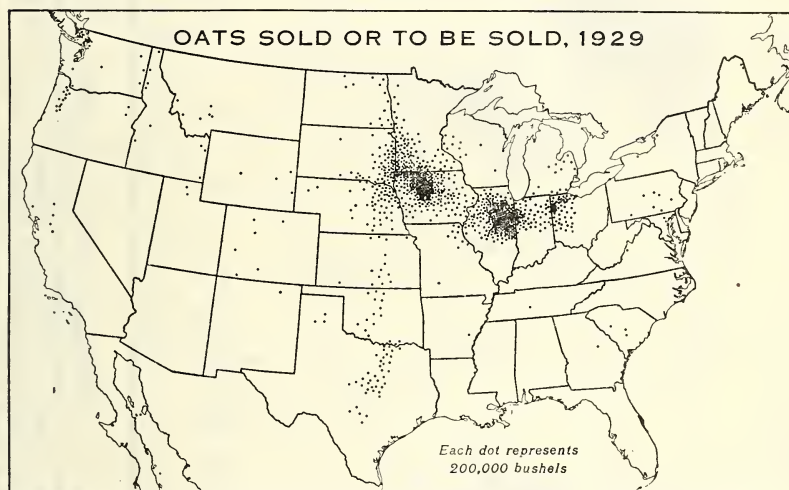 OATS SOLD OR TO BE SOLD, 1929
Each dot represents
200,000 bushels